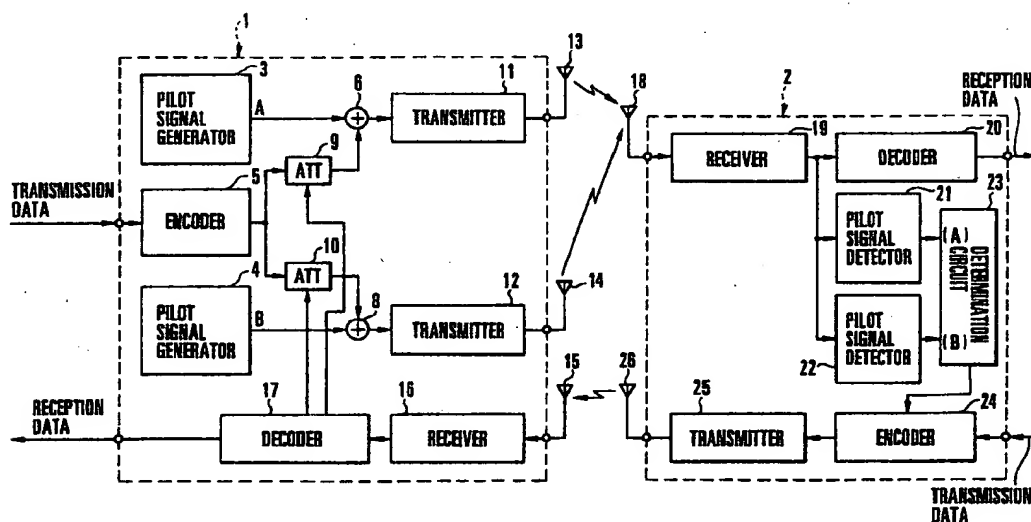 1
3
PILOT
SIGNAL
GENERATOR
A
6
11
TRANSMITTER
13
18
9
ATT
5
TRANSMISSION
DATA
ENCODER
10
ATT
4
PILOT
SIGNAL
GENERATOR
B
8
12
TRANSMITTER
14
RECEPTION
DATA
17
DECODER
16
RECEIVER
15
26
2
19
RECEIVER
20
DECODER
RECEPTION
DATA
21
PILOT
SIGNAL
DETECTOR
(A)
23
DETERMINATION
CIRCUIT
PILOT
SIGNAL
DETECTOR
(B)
22
25
TRANSMITTER
24
ENCODER
TRANSMISSION
DATA